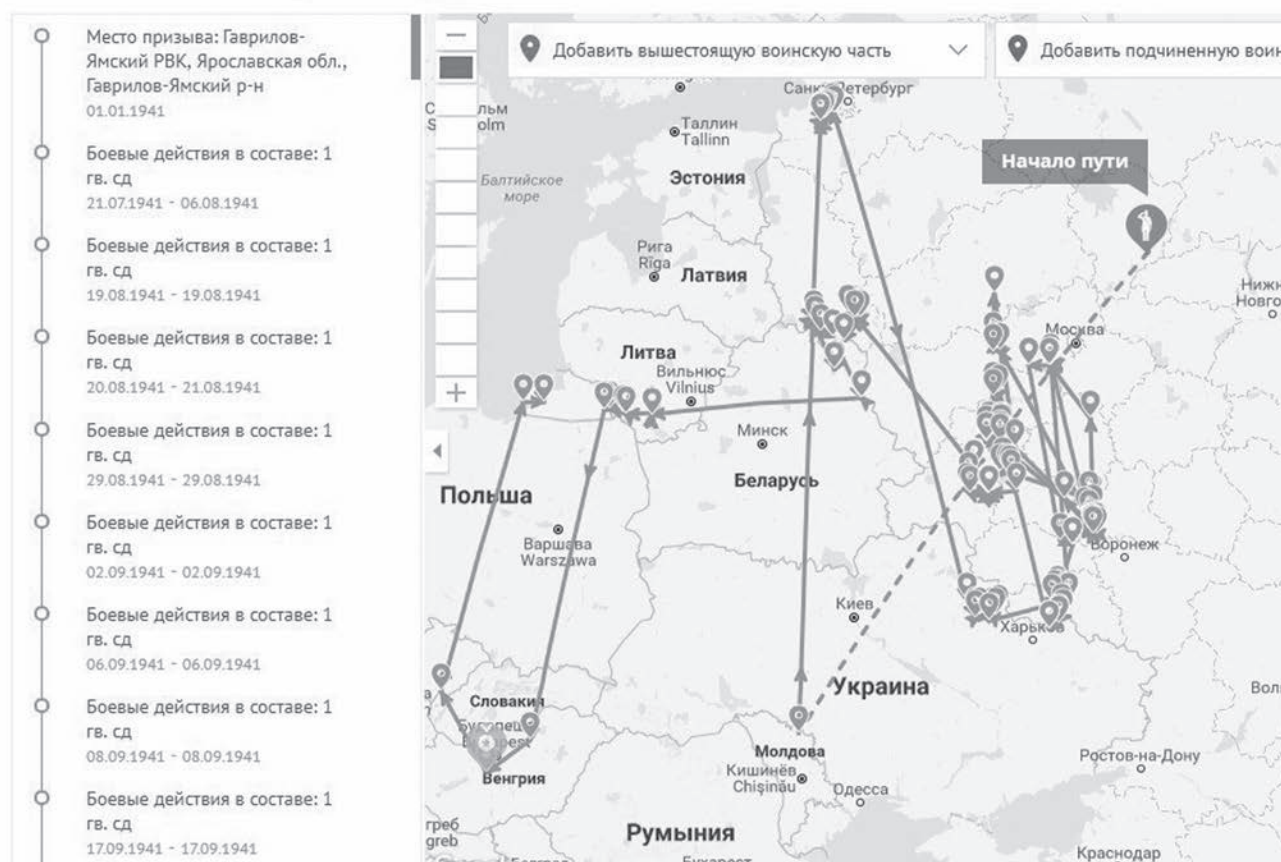 Место призыва: Гаврилов-
Ямский РВК, Ярославская обл.,
Гаврилов-Ямский р-н
01.01.1941
Боевые действия в составе: 1
гв. сд
21.07.1941 - 06.08.1941
Боевые действия в составе: 1
гв. сд
19.08.1941 - 19.08.1941
Боевые действия в составе: 1
гв. сд
20.08.1941 - 21.08.1941
Боевые действия в составе: 1
гв. сд
29.08.1941 - 29.08.1941
Боевые действия в составе: 1
гв. сд
02.09.1941 - 02.09.1941
Боевые действия в составе: 1
гв. сд
06.09.1941 - 06.09.1941
Боевые действия в составе: 1
гв. сд
08.09.1941 - 08.09.1941
Боевые действия в составе: 1
гв. сд
17.09.1941 - 17.09.1941
Добавить вышестоящую воинскую часть
Добавить подчиненную воин
Санкт-Петербург
Таллин
Tallinn
Начало пути
Эстония
Балтийское
море
Рига
Rīga
Латвия
Нижн
Новго
Москва
Литва
Вильнюс
Vilnius
Минск
Беларусь
Польша
Варшава
Warszawa
Воронеж
Киев
Харьков
Украина
Словакия
Вол
Молдова
Кишинёв
Chișinău
Венгрия
Ростов-на-Дону
Одесса
греб
greb
Румыния
Краснодар